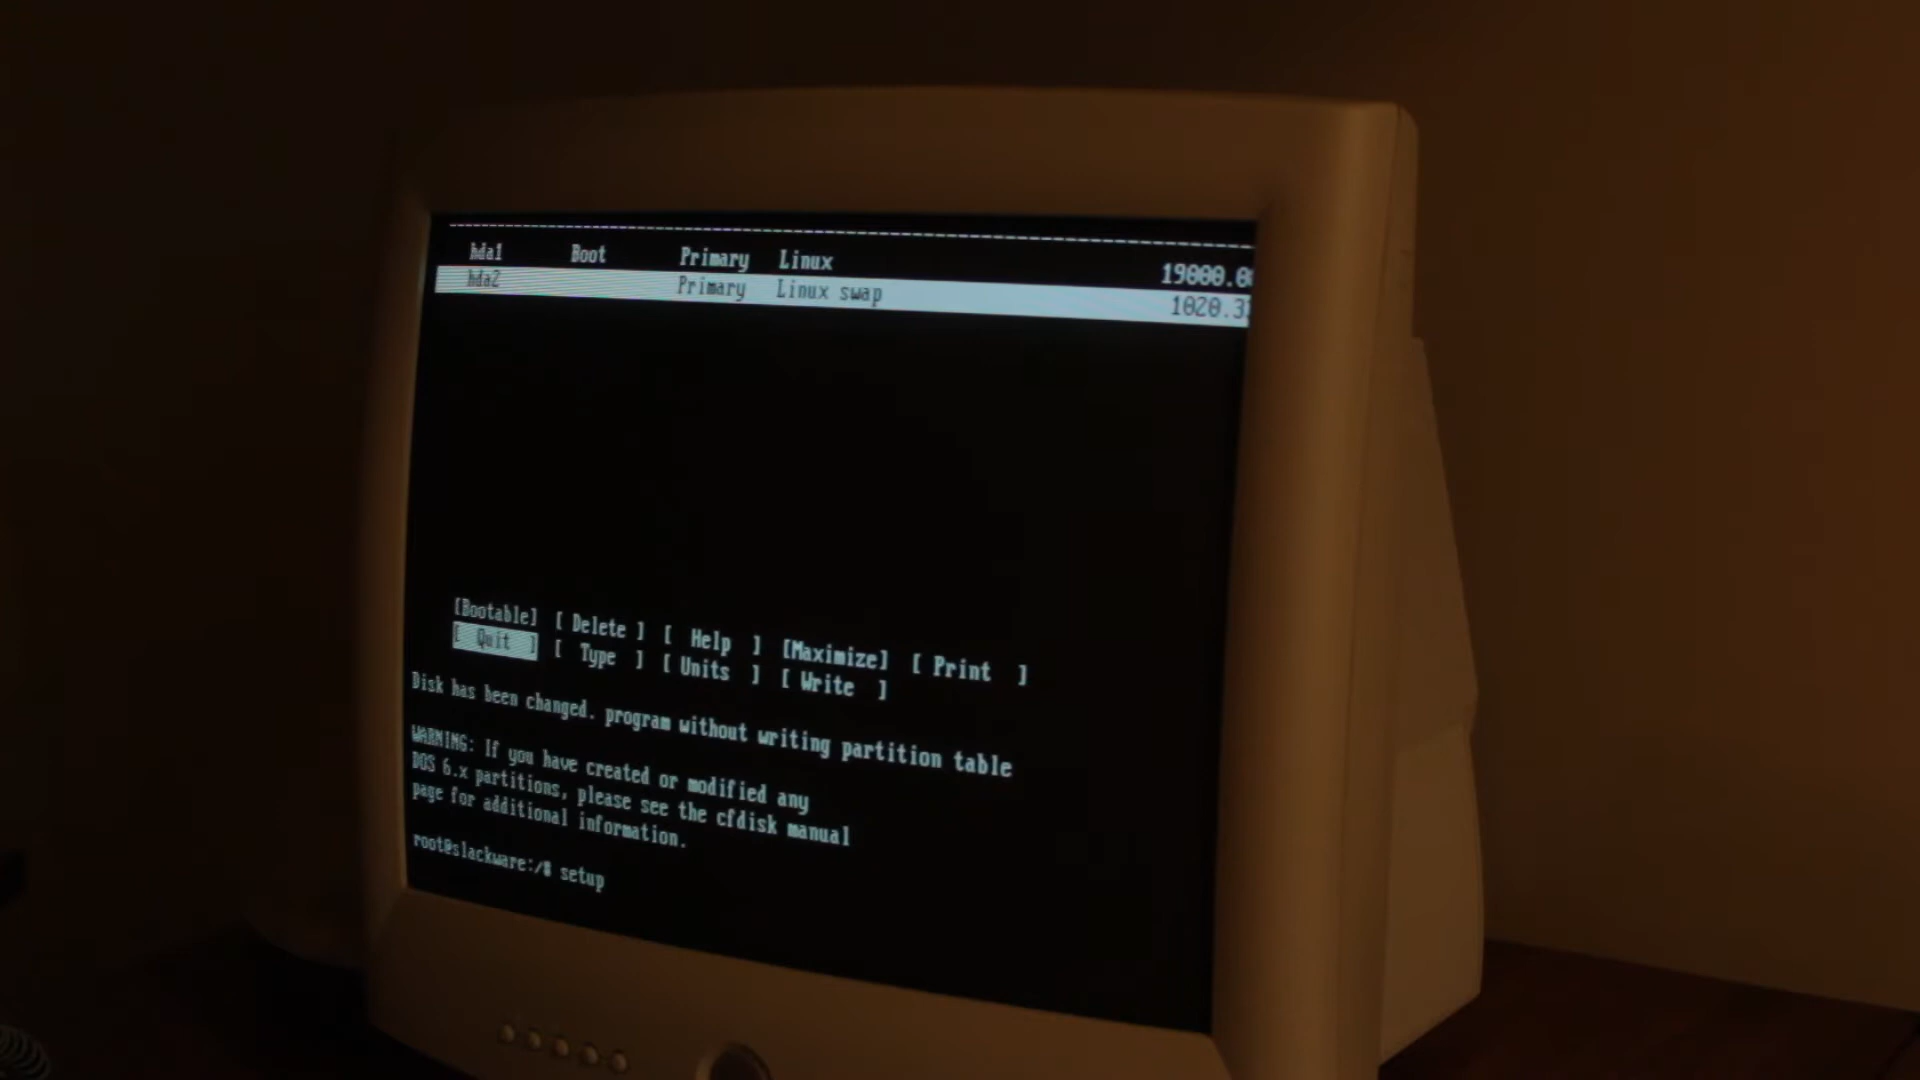 hda1 Boot Primary Linux 19000.0
hda2 Primary Linux swap 1020.3
[Bootable] [ Delete ] [ Help ] [Maximize] [ Print ]
[ Quit ] [ Type ] [ Units ] [ Write ]
Disk has been changed. program without writing partition table
WARNING: If you have created or modified any
DOS 6.x partitions, please see the cfdisk manual
page for additional information.
root@slackware:/# setup